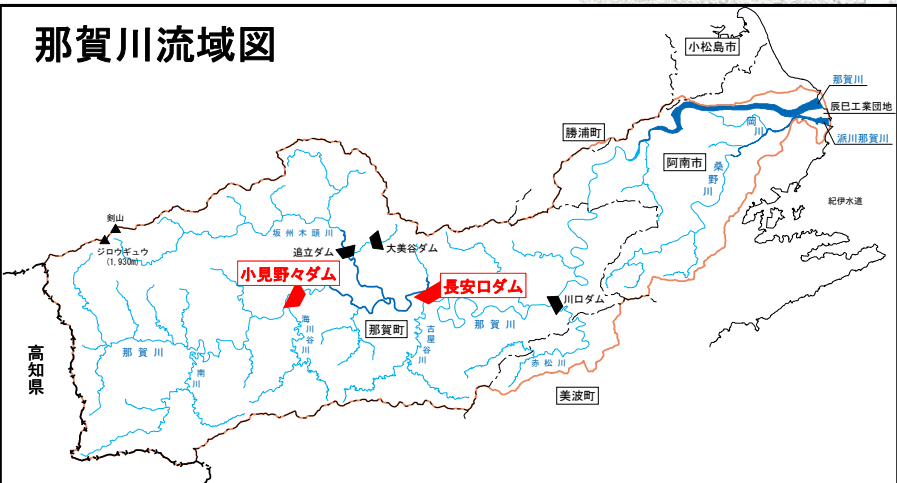 那賀川流域図
小松島市
那賀川
辰巳工業団地
派川那賀川
勝浦町
岡川
阿南市
桑野川
紀伊水道
剣山
ジロウギュウ
(1,930m)
坂州木頭川
追立ダム
大美谷ダム
小見野々ダム
長安口ダム
川口ダム
海川谷川
那賀町
古屋谷川
那賀川
那賀川
南川
赤松川
高知県
美波町